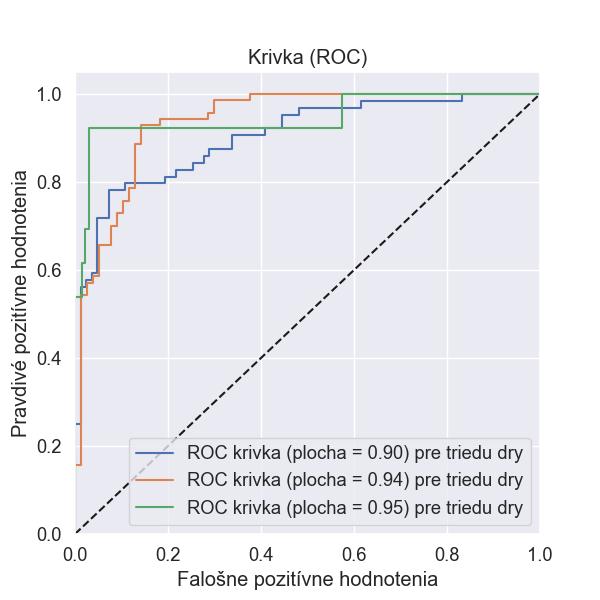 Krivka (ROC)
Pravdivé pozitívne hodnotenia
1.0
0.8
0.6
0.4
0.2
0.0
ROC krivka (plocha = 0.90) pre triedu dry
ROC krivka (plocha = 0.94) pre triedu dry
ROC krivka (plocha = 0.95) pre triedu dry
0.0 0.2 0.4 0.6 0.8 1.0
Falošne pozitívne hodnotenia